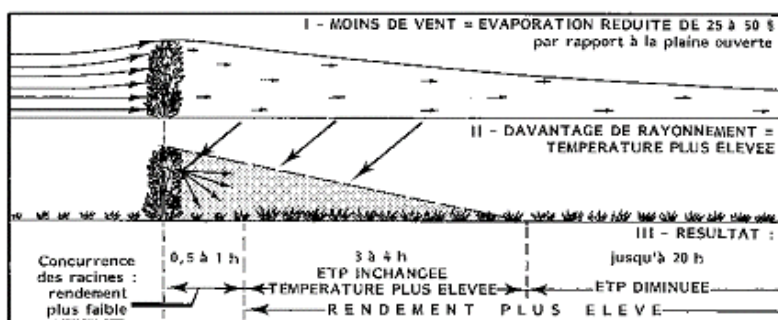 I - MOINS DE VENT = EVAPORATION REDUITE DE 25 à 50 %
par rapport à la plaine ouverte
II - DAVANTAGE DE RAYONNEMENT =
TEMPERATURE PLUS ELEVEE
III - RESULTAT :
Concurrence
des racines :
rendement
plus faible
0,5 à 1 h
3 à 4 h
ETP INCHANGEE
TEMPERATURE PLUS ELEVEE
jusqu'à 20 h
ETP DIMINUEE
RENDEMENT PLUS ELEVE